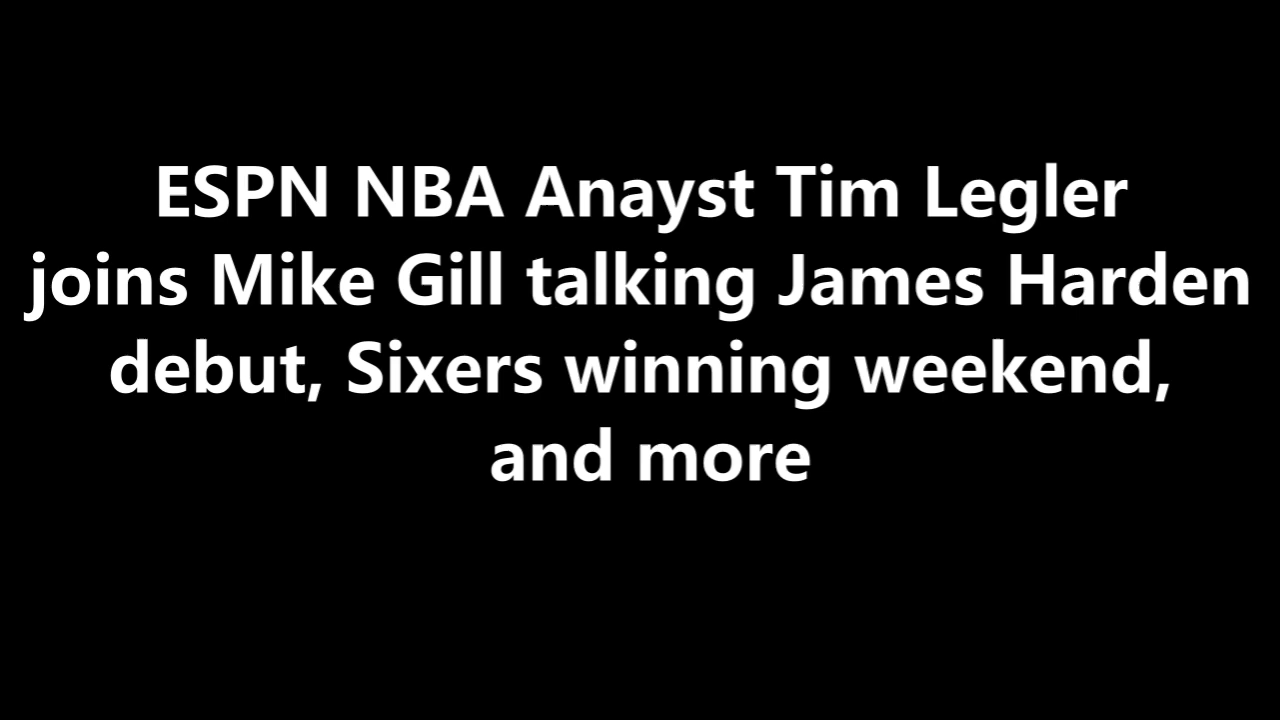 ESPN NBA Anayst Tim Legler
joins Mike Gill talking James Harden
debut, Sixers winning weekend,
and more